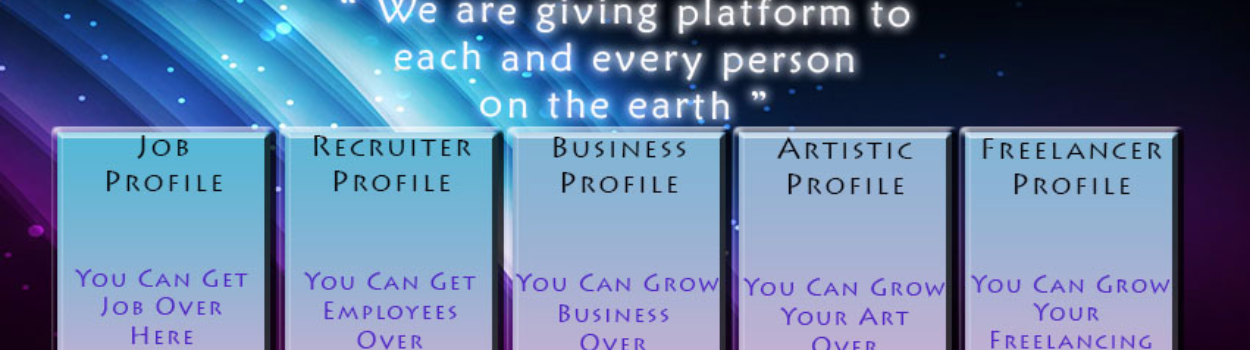 “ We are giving platform to
each and every person
on the earth ”
Job
Profile
You Can Get
Job Over
Here
Recruiter
Profile
You Can Get
Employees
Over
Business
Profile
You Can Grow
Business
Over
Artistic
Profile
You Can Grow
Your Art
Over
Freelancer
Profile
You Can Grow
Your
Freelancing